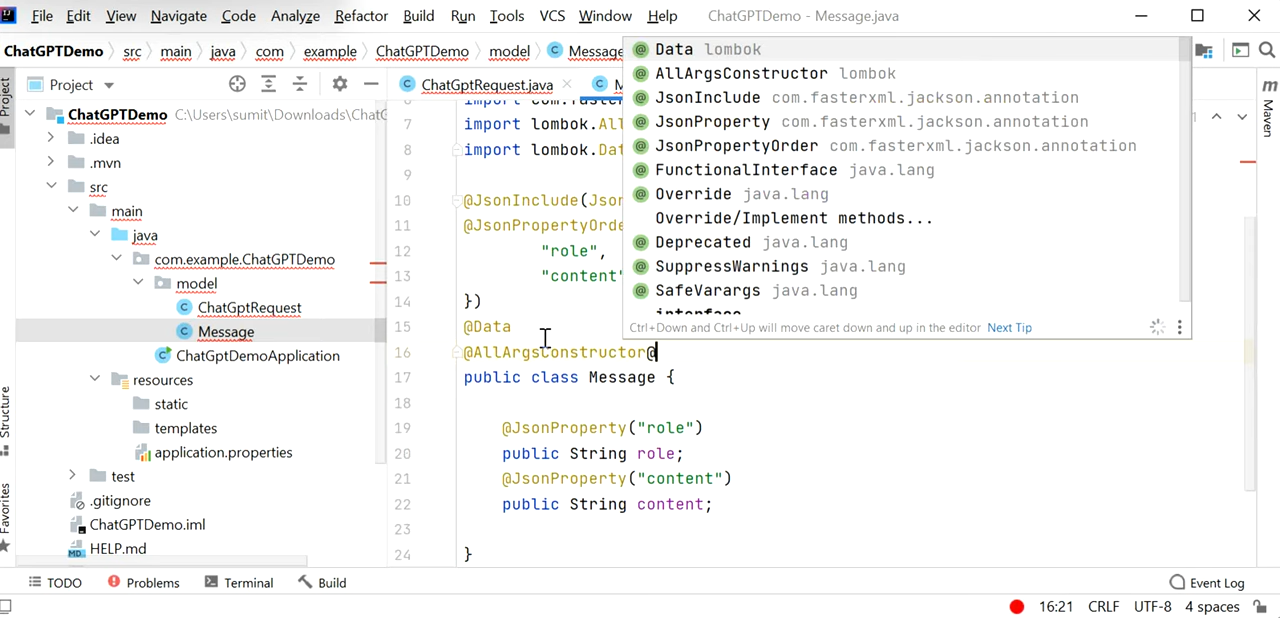 File Edit View Navigate Code Analyze Refactor Build Run Tools VCS Window Help ChatGPTDemo - Message.java
ChatGPTDemo src main java com example ChatGPTDemo model Message
Project
ChatGptRequest.java
ChatGPTDemo C:\Users\sumit\Downloads\ChatG
.idea
.mvn
src
main
java
com.example.ChatGPTDemo
model
ChatGptRequest
Message
ChatGptDemoApplication
resources
static
templates
application.properties
test
.gitignore
ChatGPTDemo.iml
HELP.md
Project
Structure
Favorites
7 import lombok.All
8 import lombok.Dat
9
10 @JsonInclude(Json
11 @JsonPropertyOrde
12 "role",
13 "content"
14 })
15 @Data
16 @AllArgsConstructor@
17 public class Message {
18
19 @JsonProperty("role")
20 public String role;
21 @JsonProperty("content")
22 public String content;
23
24 }
@ Data lombok
@ AllArgsConstructor lombok
@ JsonInclude com.fasterxml.jackson.annotation
@ JsonProperty com.fasterxml.jackson.annotation
@ JsonPropertyOrder com.fasterxml.jackson.annotation
@ FunctionalInterface java.lang
@ Override java.lang
Override/Implement methods...
@ Deprecated java.lang
@ SuppressWarnings java.lang
@ SafeVarargs java.lang
interface
Ctrl+Down and Ctrl+Up will move caret down and up in the editor Next Tip
Maven
TODO Problems Terminal Build Event Log
16:21 CRLF UTF-8 4 spaces